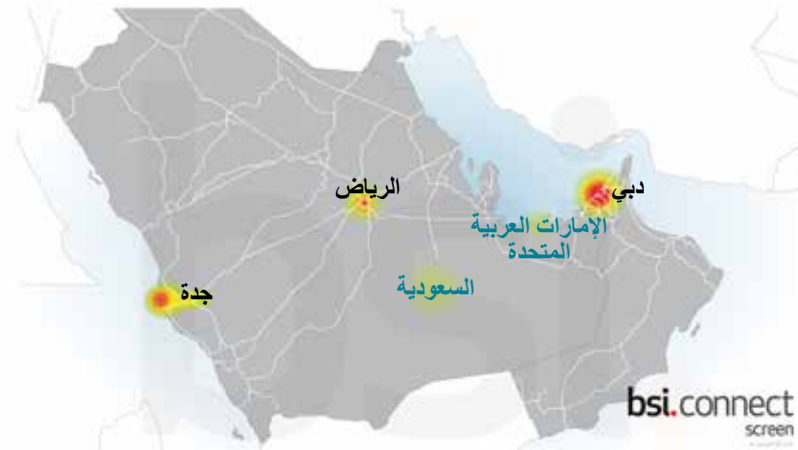 الرياض
دبي
الإمارات العربية
المتحدة
السعودية
جدة
bsi.connect
screen